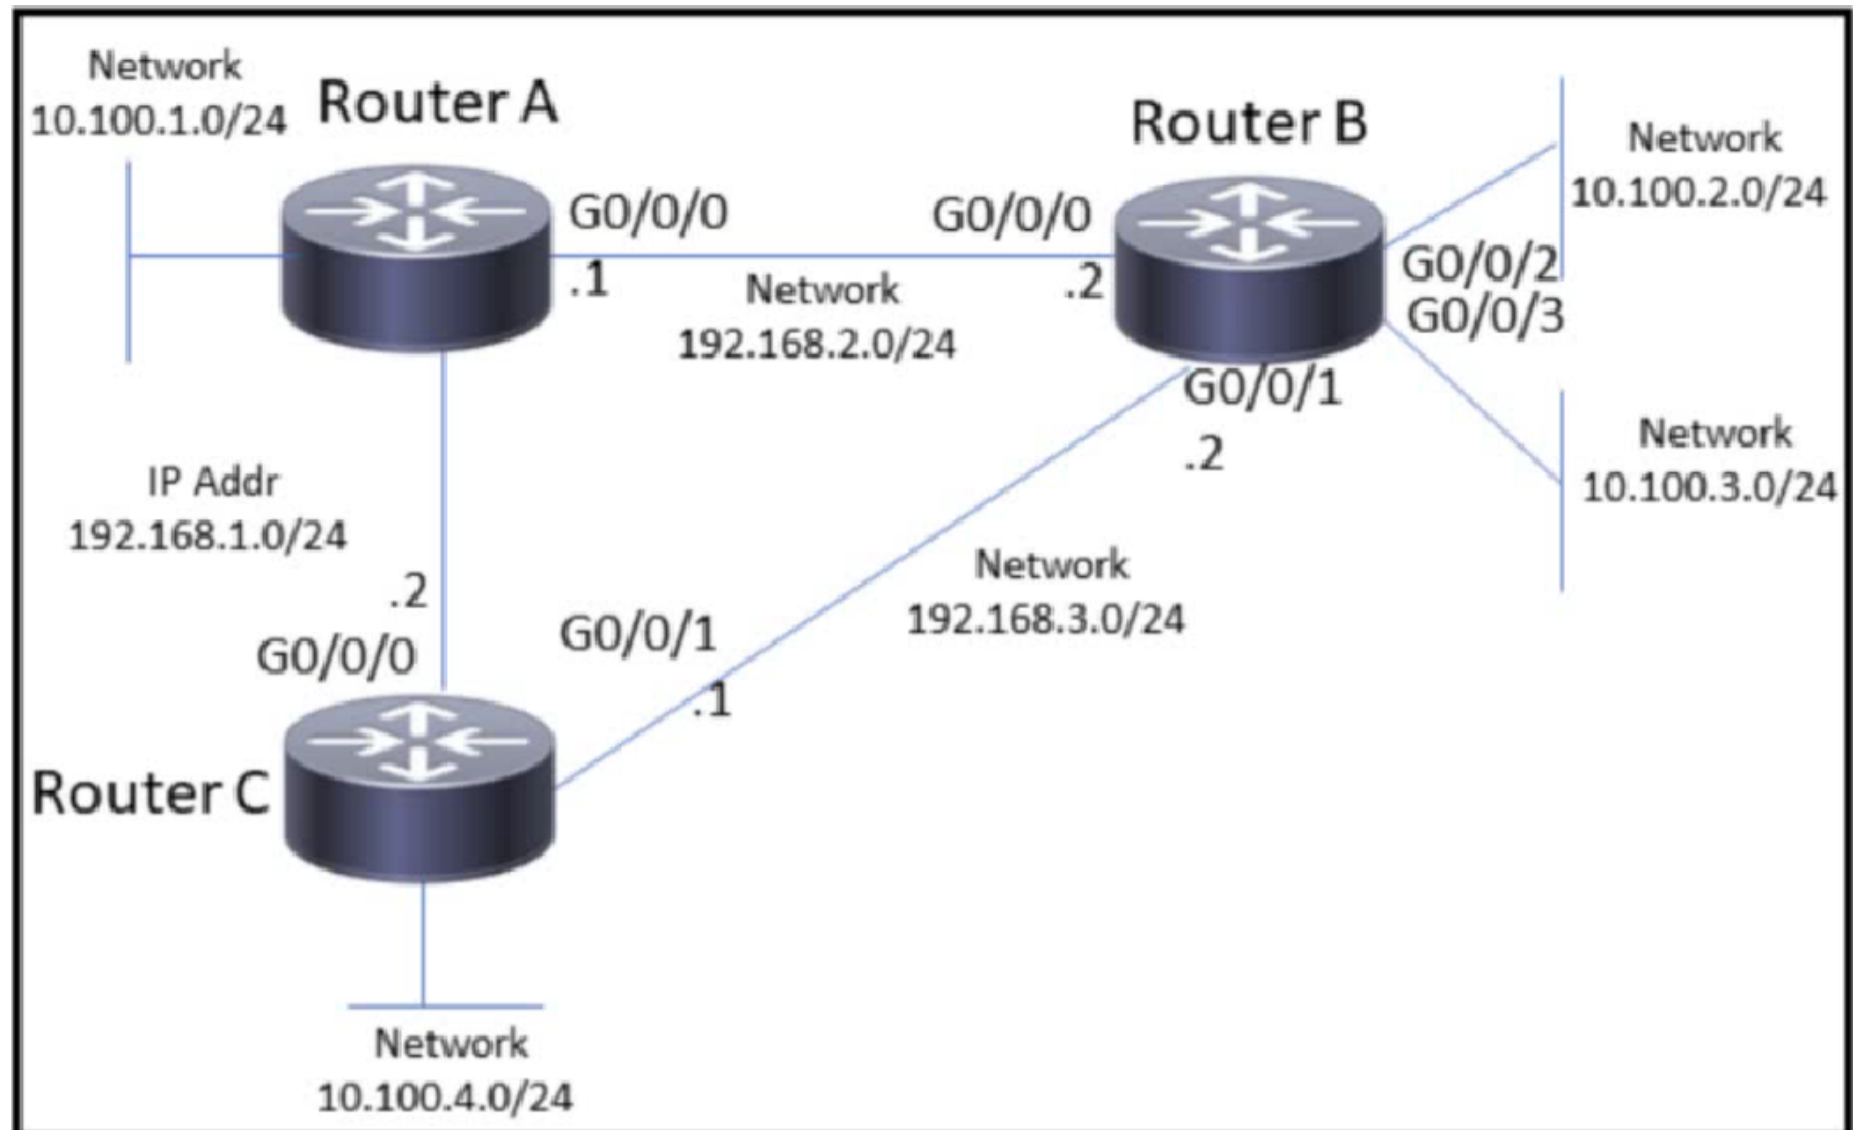 Network
10.100.1.0/24
Router A
Router B
Network
10.100.2.0/24
G0/0/0
.1
G0/0/0
.2
Network
192.168.2.0/24
G0/0/2
G0/0/3
G0/0/1
.2
Network
10.100.3.0/24
IP Addr
192.168.1.0/24
.2
G0/0/0
G0/0/1
.1
Network
192.168.3.0/24
Router C
Network
10.100.4.0/24